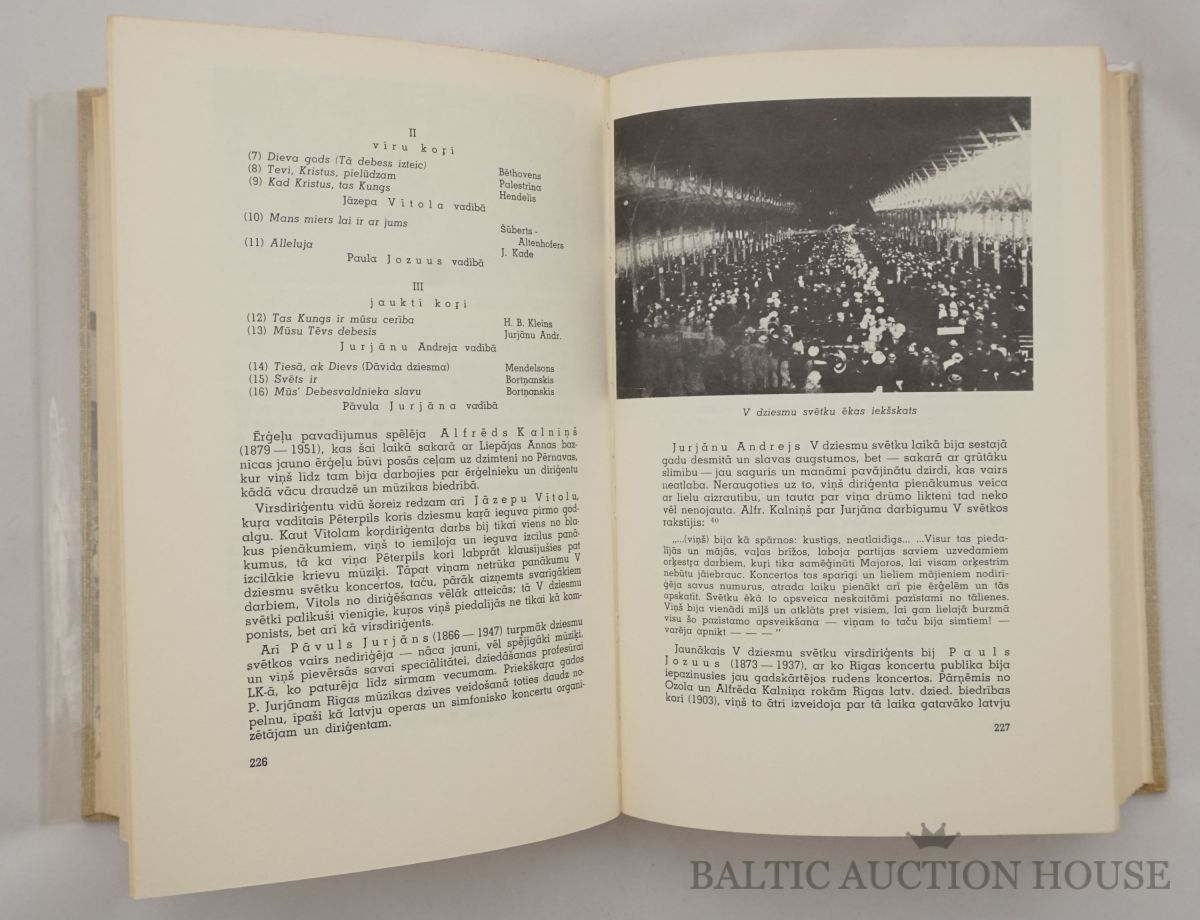 II
vīru koŗi
(7) Dieva gods (Tā debess izteic) Bēthovens
(8) Tevi, Kristus, pielūdzam Palestrīna
(9) Kad Kristus, tas Kungs Hendelis
Jāzepa Vītola vadībā
(10) Mans miers lai ir ar jums Šūberts -
Altenhofers
(11) Alleluja J. Kade
Paula Jozuus vadībā
III
jaukti koŗi
(12) Tas Kungs ir mūsu cerība H. B. Kleins
(13) Mūsu Tēvs debesīs Jurjānu Andr.
Jurjānu Andreja vadībā
(14) Tiesā, ak Dievs (Dāvida dziesma) Mendelsons
(15) Svēts ir Bortņanskis
(16) Mūs' Debesvaldnieka slavu Bortņanskis
Pāvula Jurjāna vadībā
Ērģeļu pavadījumus spēlēja Alfrēds Kalniņš
(1879 — 1951), kas šai laikā sakarā ar Liepājas Annas baz-
nīcas jauno ērģeļu būvi posās ceļam uz dzimteni no Pērnavas,
kur viņš līdz tam bija darbojies par ērģelnieku un diriģentu
kādā vācu draudzē un mūzikas biedrībā.
Virsdiriģentu vidū šoreiz redzam arī Jāzepu Vītolu,
kuŗa vadītais Pēterpils koris dziesmu kaŗā ieguva pirmo god-
algu. Kaut Vītolam koŗdiriģenta darbs bij tikai viens no bla-
kus pienākumiem, viņš to iemīļoja un ieguva izcilus panā-
kumus, tā ka viņa Pēterpils kori labprāt klausījušies pat
izcilākie krievu mūziķi. Tāpat viņam netrūka panākumu V
dziesmu svētku koncertos, taču, pārāk aizņemts svarīgākiem
darbiem, Vītols no diriģēšanas vēlāk atteicās; tā V dziesmu
svētki palikuši vienīgie, kuŗos viņš piedalījās ne tikai kā kom-
ponists, bet arī kā virsdiriģents.
Arī Pāvuls Jurjāns (1866 — 1947) turpmāk dziesmu
svētkos vairs nediriģēja — nāca jauni, vēl spējīgāki mūziķi,
un viņš pievērsās savai speciālitātei, dziedāšanas profesūrai
LK-ā, ko paturēja līdz sirmam vecumam. Priekškaŗa gados
P. Jurjānam Rīgas mūzikas dzīves veidošanā toties daudz no-
pelnu, īpaši kā latvju operas un simfonisko koncertu organi-
zētājam un diriģentam.
226
V dziesmu svētku ēkas iekšskats
Jurjānu Andrejs V dziesmu svētku laikā bija sestajā
gadu desmitā un slavas augstumos, bet — sakarā ar grūtāku
slimību — jau saguris un manāmi pavājinātu dzirdi, kas vairs
neatlaba. Neraugoties uz to, viņš diriģenta pienākumus veica
ar lielu aizrautību, un tauta par viņa drūmo likteni tad neko
vēl nenojauta. Alfr. Kalniņš par Jurjāna darbīgumu V svētkos
rakstījis: 40
„...(viņš) bija kā spārnos: kustīgs, neatlaidīgs... ...Visur tas pieda-
lījās un mājās, vaļas brīžos, laboja partijas saviem uzvedamiem
orķestŗa darbiem, kuŗi tika samēģināti Majoros, lai visam orķestrim
nebūtu jāiebrauc. Koncertos tas sparīgi un lieliem mājieniem nodiri-
ģēja savus numurus, atrada laiku pienākt arī pie ērģelēm un tās
apskatīt. Svētku ēkā to apsveica neskaitāmi pazīstami no tālienes.
Viņš bija vienādi mīļš un atklāts pret visiem, lai gan lielajā burzmā
visu šo pazīstamo apsveikšana — viņam to taču bija simtiem! —
varēja apnikt — — — "
Jaunākais V dziesmu svētku virsdiriģents bij Pauls
Jozuus (1873 — 1937), ar ko Rīgas koncertu publika bija
iepazinusies jau gadskārtējos rudens koncertos. Pārņēmis no
Ozola un Alfrēda Kalniņa rokām Rīgas latv. dzied. biedrības
kori (1903), viņš to ātri izveidoja par tā laika gatavāko latvju
227
BALTIC AUCTION HOUSE